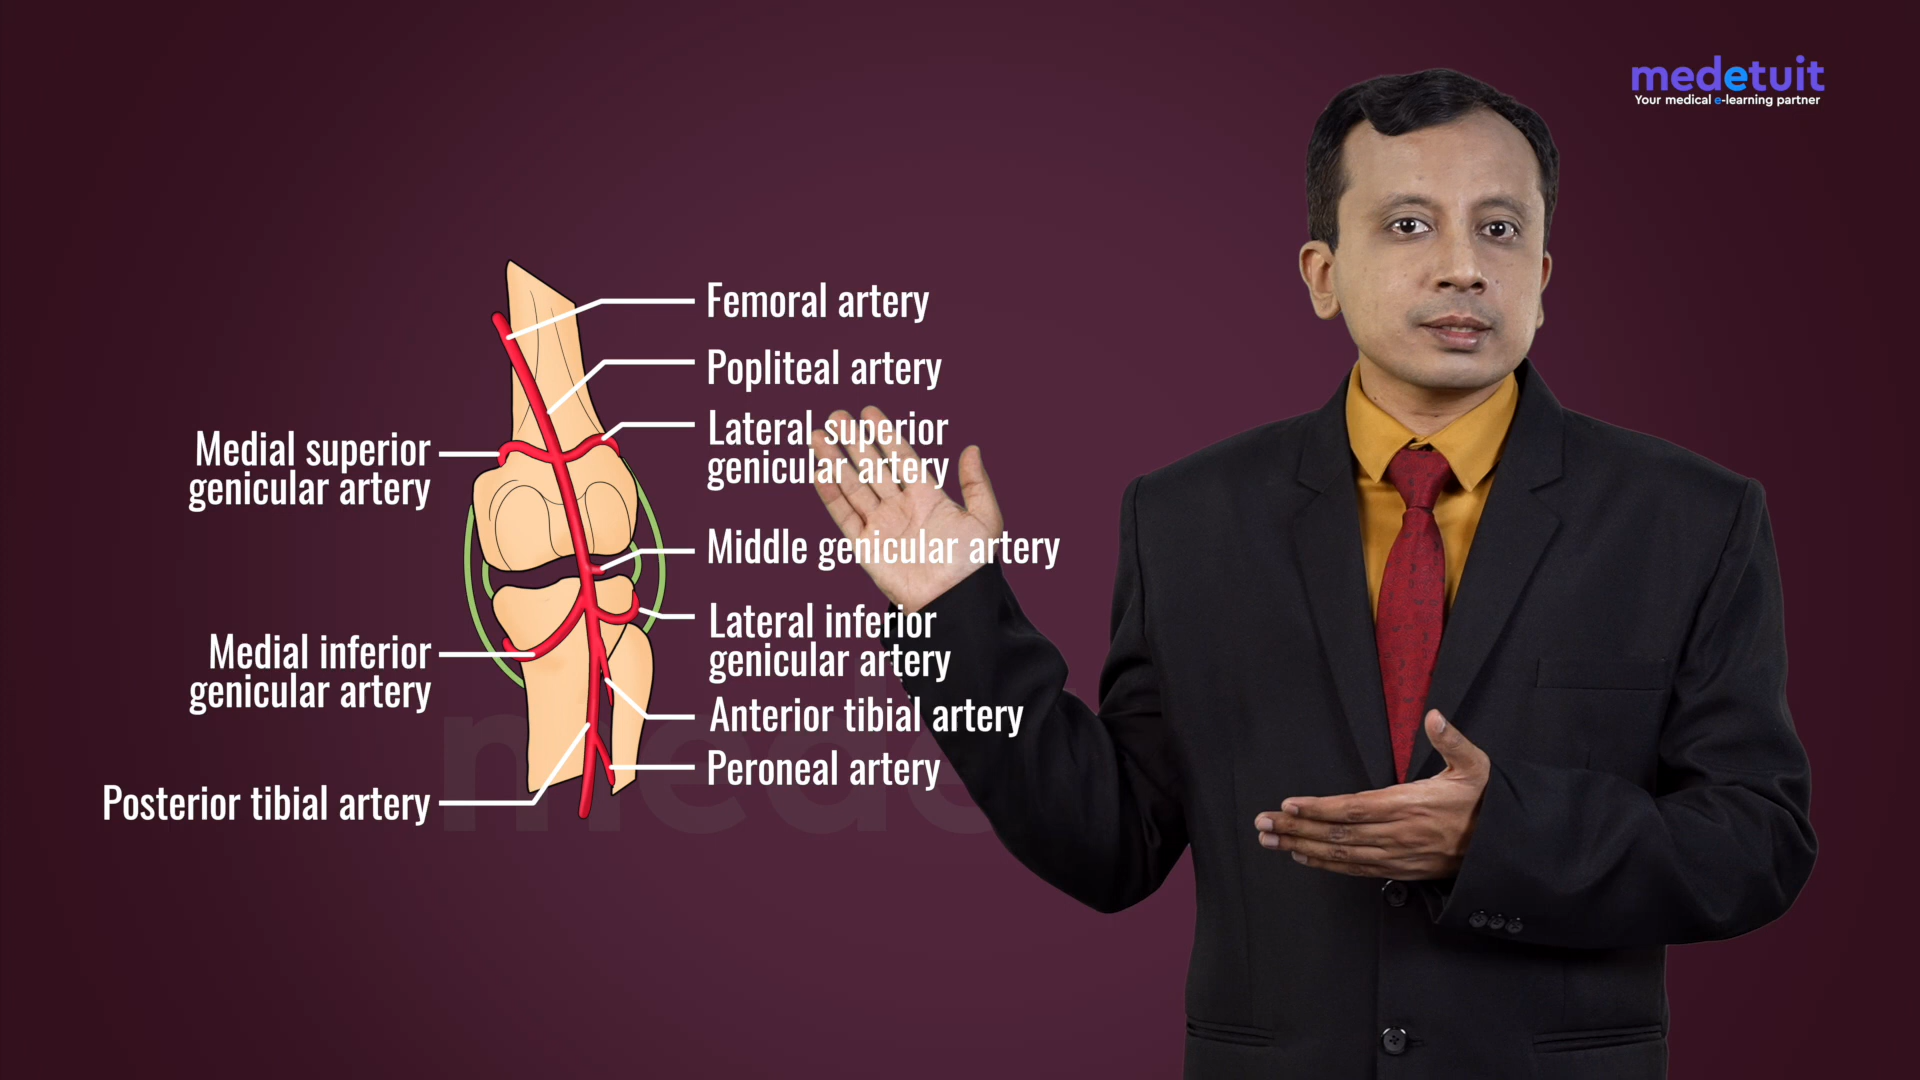 medetuit
Your medical e-learning partner
Femoral artery
Popliteal artery
Lateral superior
genicular artery
Medial superior
genicular artery
Middle genicular artery
Lateral inferior
genicular artery
Medial inferior
genicular artery
Anterior tibial artery
Peroneal artery
Posterior tibial artery